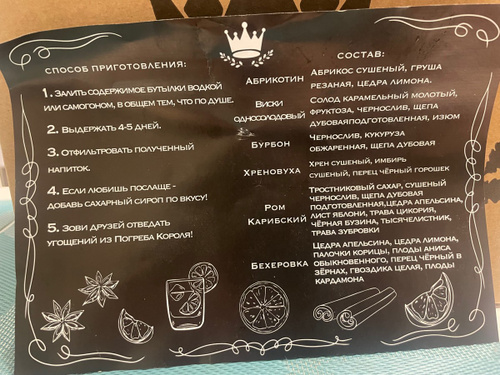 СПОСОБ ПРИГОТОВЛЕНИЯ:
1. ЗАЛИТЬ СОДЕРЖИМОЕ БУТЫЛКИ ВОДКОЙ
ИЛИ САМОГОНОМ, В ОБЩЕМ ТЕМ, ЧТО ПО ДУШЕ.
2. ВЫДЕРЖАТЬ 4-5 ДНЕЙ.
3. ОТФИЛЬТРОВАТЬ ПОЛУЧЕННЫЙ
НАПИТОК.
4. ЕСЛИ ЛЮБИШЬ ПОСЛАЩЕ -
ДОБАВЬ САХАРНЫЙ СИРОП ПО ВКУСУ!
5. ЗОВИ ДРУЗЕЙ ОТВЕДАТЬ
УГОЩЕНИЙ ИЗ ПОГРЕБА КОРОЛЯ!
СОСТАВ:
АБРИКОТИН
АБРИКОС СУШЕНЫЙ, ГРУША
РЕЗАНАЯ, ЦЕДРА ЛИМОНА.
ВИСКИ
ОДНОСОЛОДОВЫЙ
СОЛОД КАРАМЕЛЬНЫЙ МОЛОТЫЙ,
ФРУКТОЗА, ЧЕРНОСЛИВ, ЩЕПА
ДУБОВАЯПОДГОТОВЛЕННАЯ, ИЗЮМ
БУРБОН
ЧЕРНОСЛИВ, КУКУРУЗА
ОБЖАРЕННАЯ, ЩЕПА ДУБОВАЯ
ХРЕНОВУХА
ХРЕН СУШЕНЫЙ, ИМБИРЬ
СУШЕНЫЙ, ПЕРЕЦ ЧЁРНЫЙ ГОРОШЕК
РОМ
КАРИБСКИЙ
ТРОСТНИКОВЫЙ САХАР, СУШЕНЫЙ
ЧЕРНОСЛИВ, ЩЕПА ДУБОВАЯ
ПОДГОТОВЛЕННАЯ,ЦЕДРА АПЕЛЬСИНА,
ЛИСТ ЯБЛОНИ, ТРАВА ЦИКОРИЯ,
ЧЁРНАЯ БУЗИНА, ТЫСЯЧЕЛИСТНИК,
ТРАВА ЗУБРОВКИ
БЕХЕРОВКА
ЦЕДРА АПЕЛЬСИНА, ЦЕДРА ЛИМОНА,
ПАЛОЧКИ КОРИЦЫ, ПЛОДЫ АНИСА
ОБЫКНОВЕННОГО, ПЕРЕЦ ЧЁРНЫЙ В
ЗЁРНАХ, ГВОЗДИКА ЦЕЛАЯ, ПЛОДЫ
КАРДАМОНА